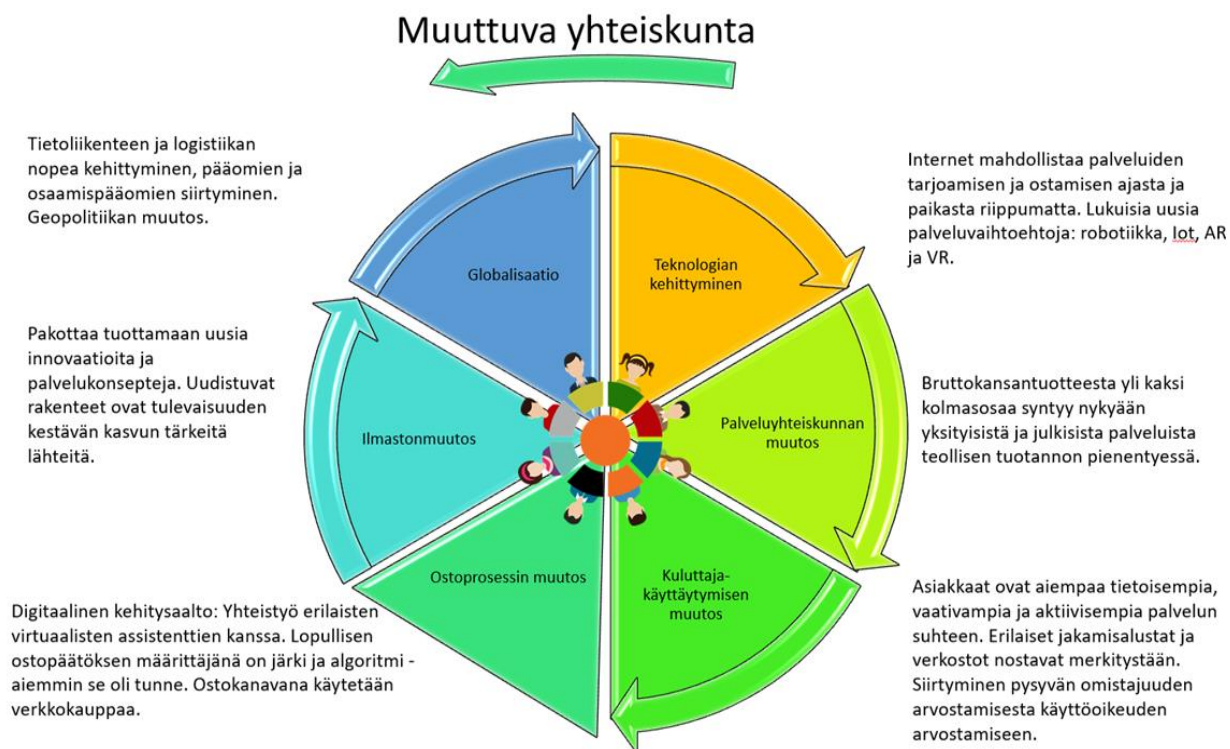 Muuttuva yhteiskunta
Tietoliikenteen ja logistiikan
nopea kehittyminen, pääomien ja
osaamispääomien siirtyminen.
Geopolitiikan muutos.
Internet mahdollistaa palveluiden
tarjoamisen ja ostamisen ajasta ja
paikasta riippumatta. Lukuisia uusia
palveluvaihtoehtoja: robotiikka, Iot, AR
ja VR.
Globalisaatio
Teknologian
kehittyminen
Pakottaa tuottamaan uusia
innovaatioita ja
palvelukonsepteja. Uudistuvat
rakenteet ovat tulevaisuuden
kestävän kasvun tärkeitä
lähteitä.
Ilmastonmuutos
Palveluyhteiskunnan
muutos
Bruttokansantuotteesta yli kaksi
kolmasosaa syntyy nykyään
yksityisistä ja julkisista palveluista
teollisen tuotannon pienentyessä.
Ostoprosessin muutos
Kuluttaja-
käyttäytymisen
muutos
Digitaalinen kehitysaalto: Yhteistyö erilaisten
virtuaalisten assistenttien kanssa. Lopullisen
ostopäätöksen määrittäjänä on järki ja algoritmi -
aiemmin se oli tunne. Ostokanavana käytetään
verkkokauppaa.
Asiakkaat ovat aiempaa tietoisempia,
vaativampia ja aktiivisempia palvelun
suhteen. Erilaiset jakamisalustat ja
verkostot nostavat merkitystään.
Siirtyminen pysyvän omistajuuden
arvostamisesta käyttöoikeuden
arvostamiseen.